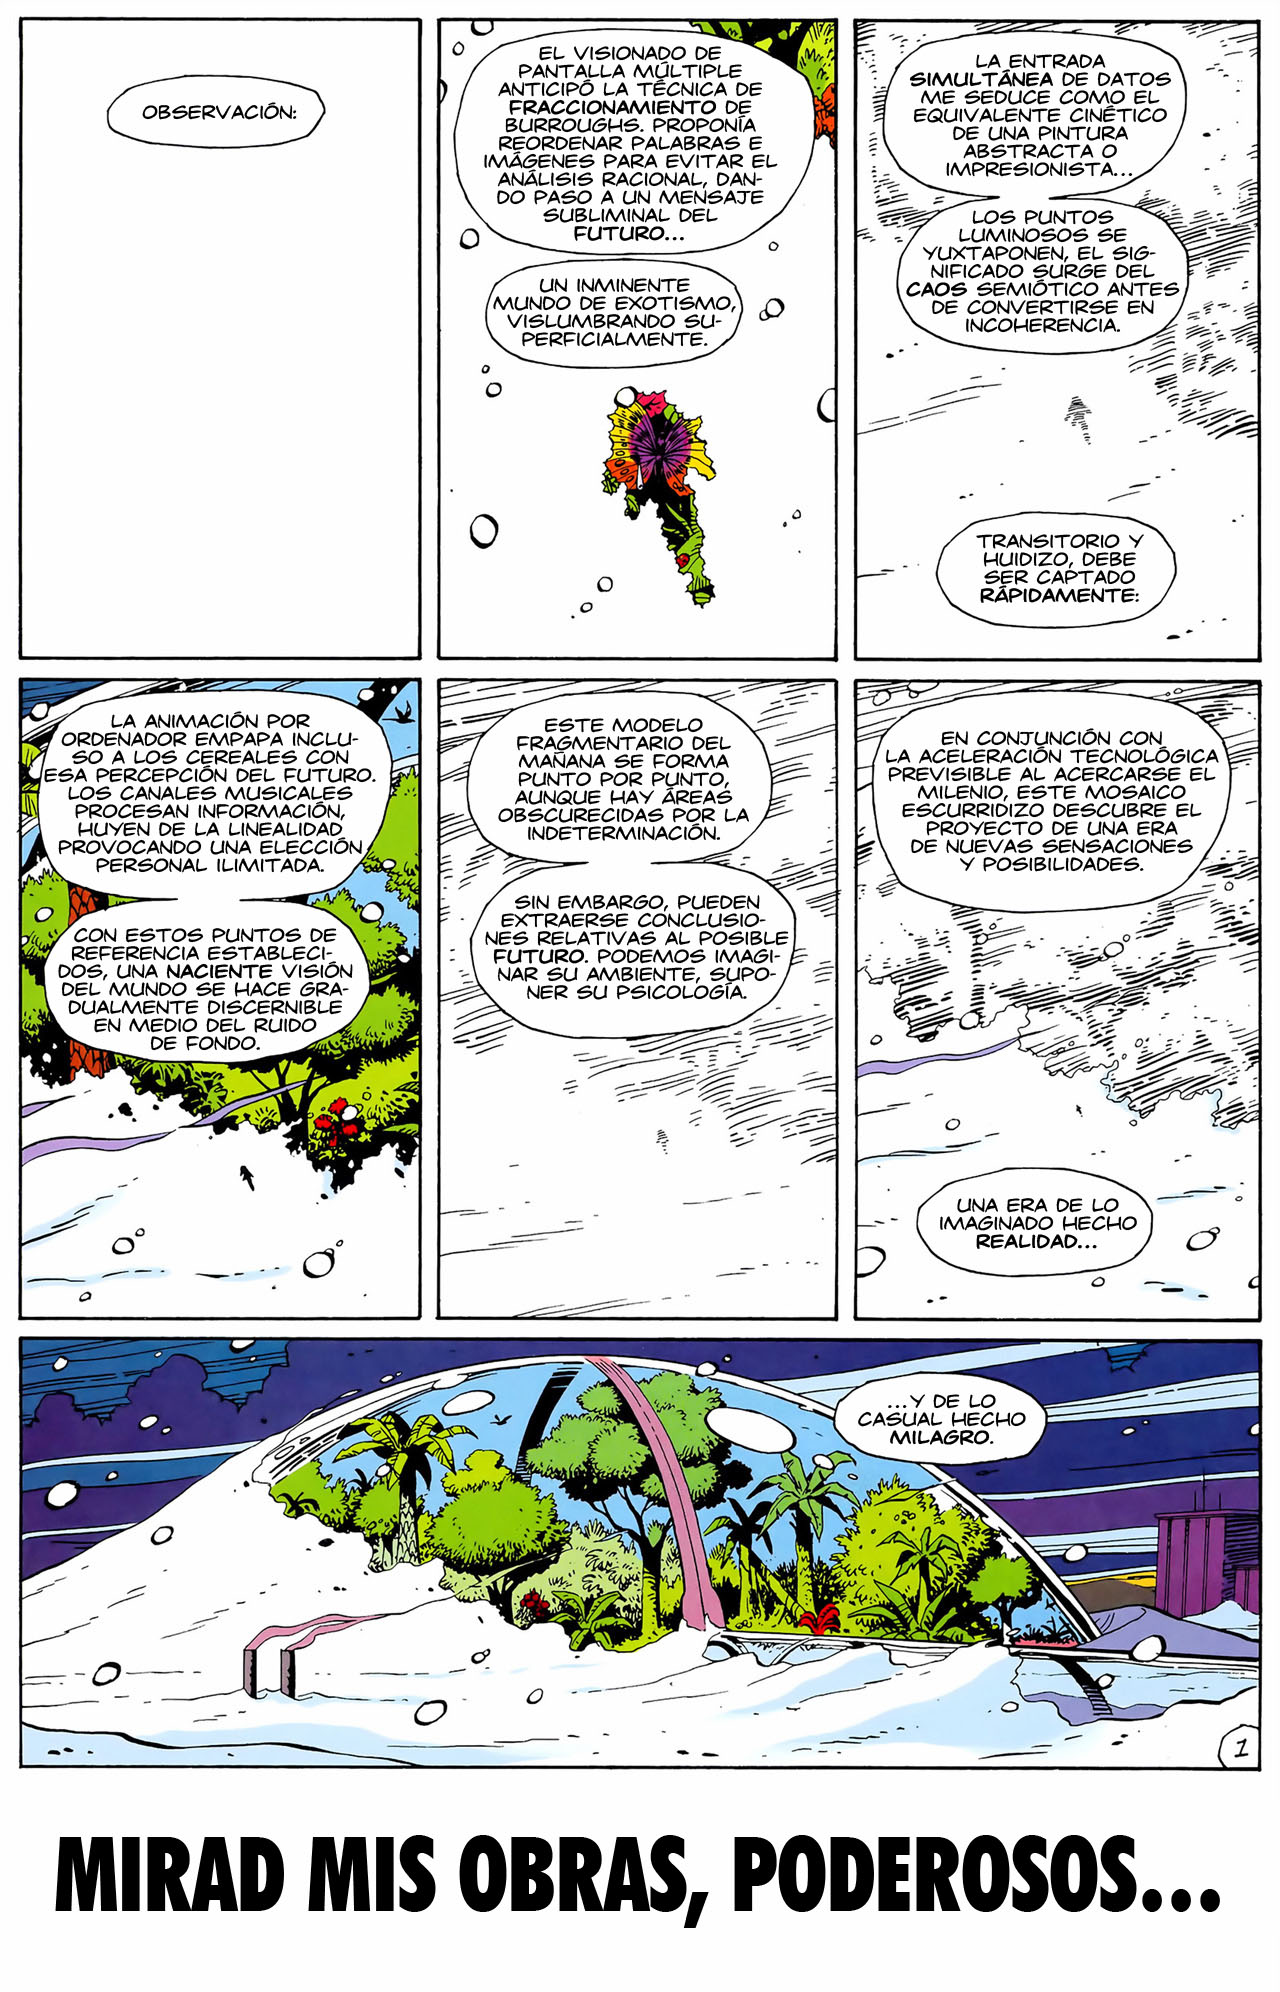 OBSERVACIÓN:
EL VISIONADO DE
PANTALLA MÚLTIPLE
ANTICIPÓ LA TÉCNICA DE
FRACCIONAMIENTO DE
BURROUGHS. PROPONÍA
REORDENAR PALABRAS E
IMÁGENES PARA EVITAR EL
ANÁLISIS RACIONAL, DAN-
DO PASO A UN MENSAJE
SUBLIMINAL DEL
FUTURO...
UN INMINENTE
MUNDO DE EXOTISMO,
VISLUMBRANDO SU-
PERFICIALMENTE.
LA ENTRADA
SIMULTÁNEA DE DATOS
ME SEDUCE COMO EL
EQUIVALENTE CINÉTICO
DE UNA PINTURA
ABSTRACTA O
IMPRESIONISTA...
LOS PUNTOS
LUMINOSOS SE
YUXTAPONEN, EL SIG-
NIFICADO SURGE DEL
CAOS SEMIÓTICO ANTES
DE CONVERTIRSE EN
INCOHERENCIA.
TRANSITORIO Y
HUIDIZO, DEBE
SER CAPTADO
RÁPIDAMENTE:
LA ANIMACIÓN POR
ORDENADOR EMPAPA INCLU-
SO A LOS CEREALES CON
ESA PERCEPCIÓN DEL FUTURO.
LOS CANALES MUSICALES
PROCESAN INFORMACIÓN,
HUYEN DE LA LINEALIDAD
PROVOCANDO UNA ELECCIÓN
PERSONAL ILIMITADA.
CON ESTOS PUNTOS DE
REFERENCIA ESTABLECI-
DOS, UNA NACIENTE VISIÓN
DEL MUNDO SE HACE GRA-
DUALMENTE DISCERNIBLE
EN MEDIO DEL RUIDO
DE FONDO.
ESTE MODELO
FRAGMENTARIO DEL
MAÑANA SE FORMA
PUNTO POR PUNTO,
AUNQUE HAY ÁREAS
OBSCURECIDAS POR LA
INDETERMINACIÓN.
SIN EMBARGO, PUEDEN
EXTRAERSE CONCLUSIO-
NES RELATIVAS AL POSIBLE
FUTURO. PODEMOS IMAGI-
NAR SU AMBIENTE, SUPO-
NER SU PSICOLOGÍA.
EN CONJUNCIÓN CON
LA ACELERACIÓN TECNOLÓGICA
PREVISIBLE AL ACERCARSE EL
MILENIO, ESTE MOSAICO
ESCURRIDIZO DESCUBRE EL
PROYECTO DE UNA ERA
DE NUEVAS SENSACIONES
Y POSIBILIDADES.
UNA ERA DE LO
IMAGINADO HECHO
REALIDAD...
...Y DE LO
CASUAL HECHO
MILAGRO.
1
MIRAD MIS OBRAS, PODEROSOS...